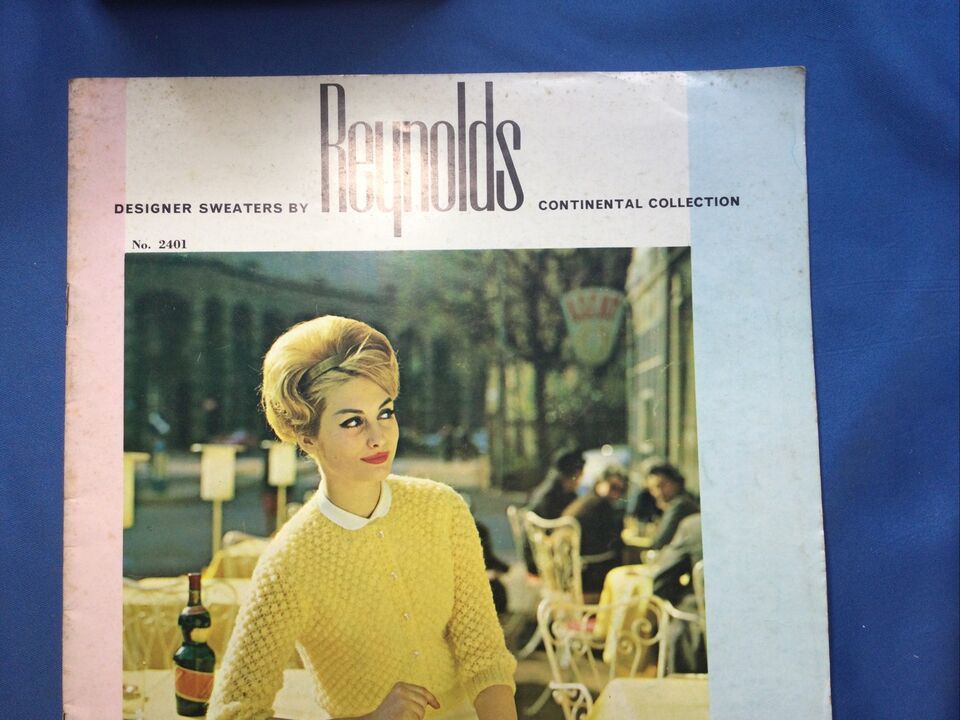 Reynolds
DESIGNER SWEATERS BY
CONTINENTAL COLLECTION
No. 2401